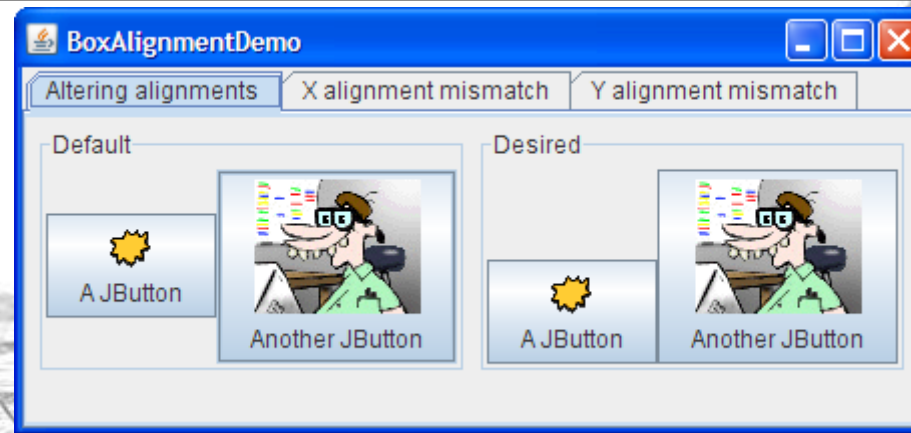 BoxAlignmentDemo
Altering alignments X alignment mismatch Y alignment mismatch
Default Desired
A JButton Another JButton A JButton Another JButton